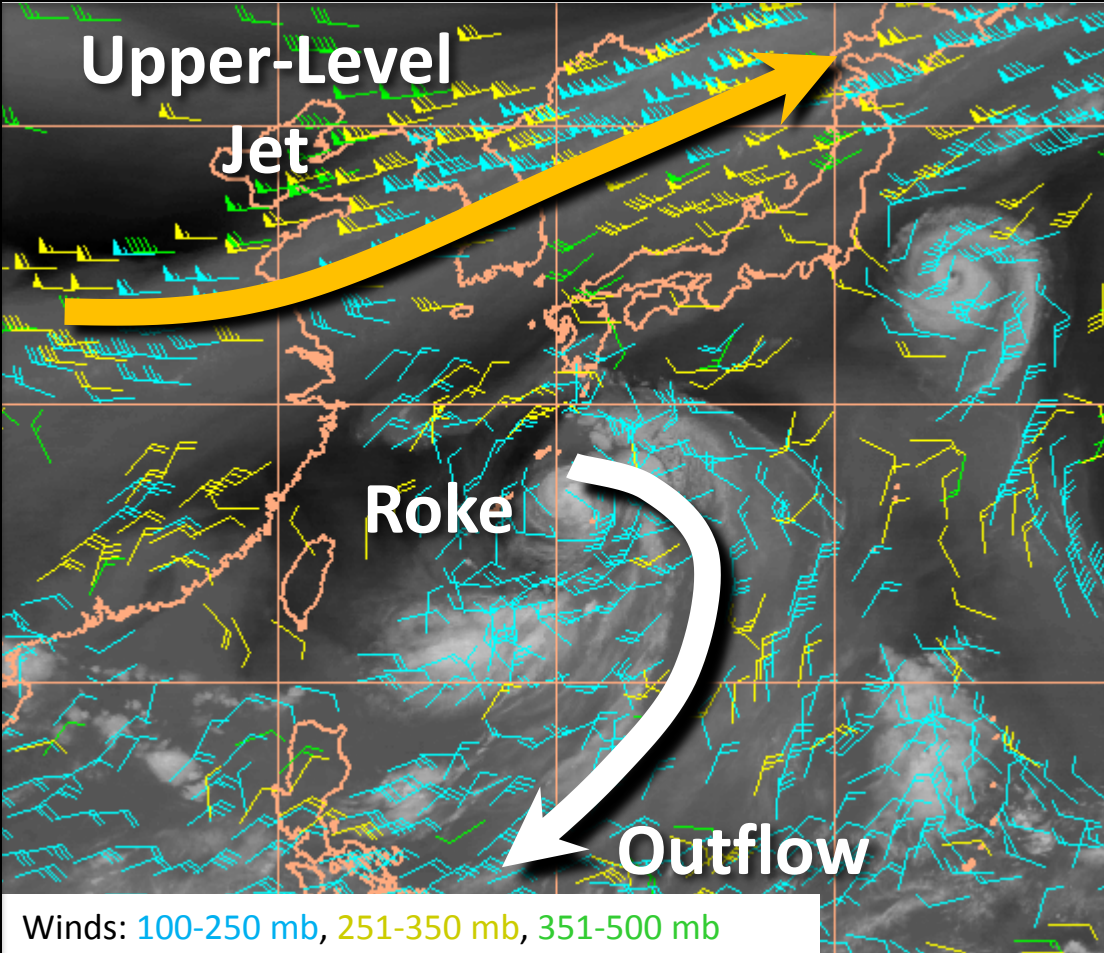 Upper-Level
Jet
Roke
Outflow
Winds: 100-250 mb, 251-350 mb, 351-500 mb